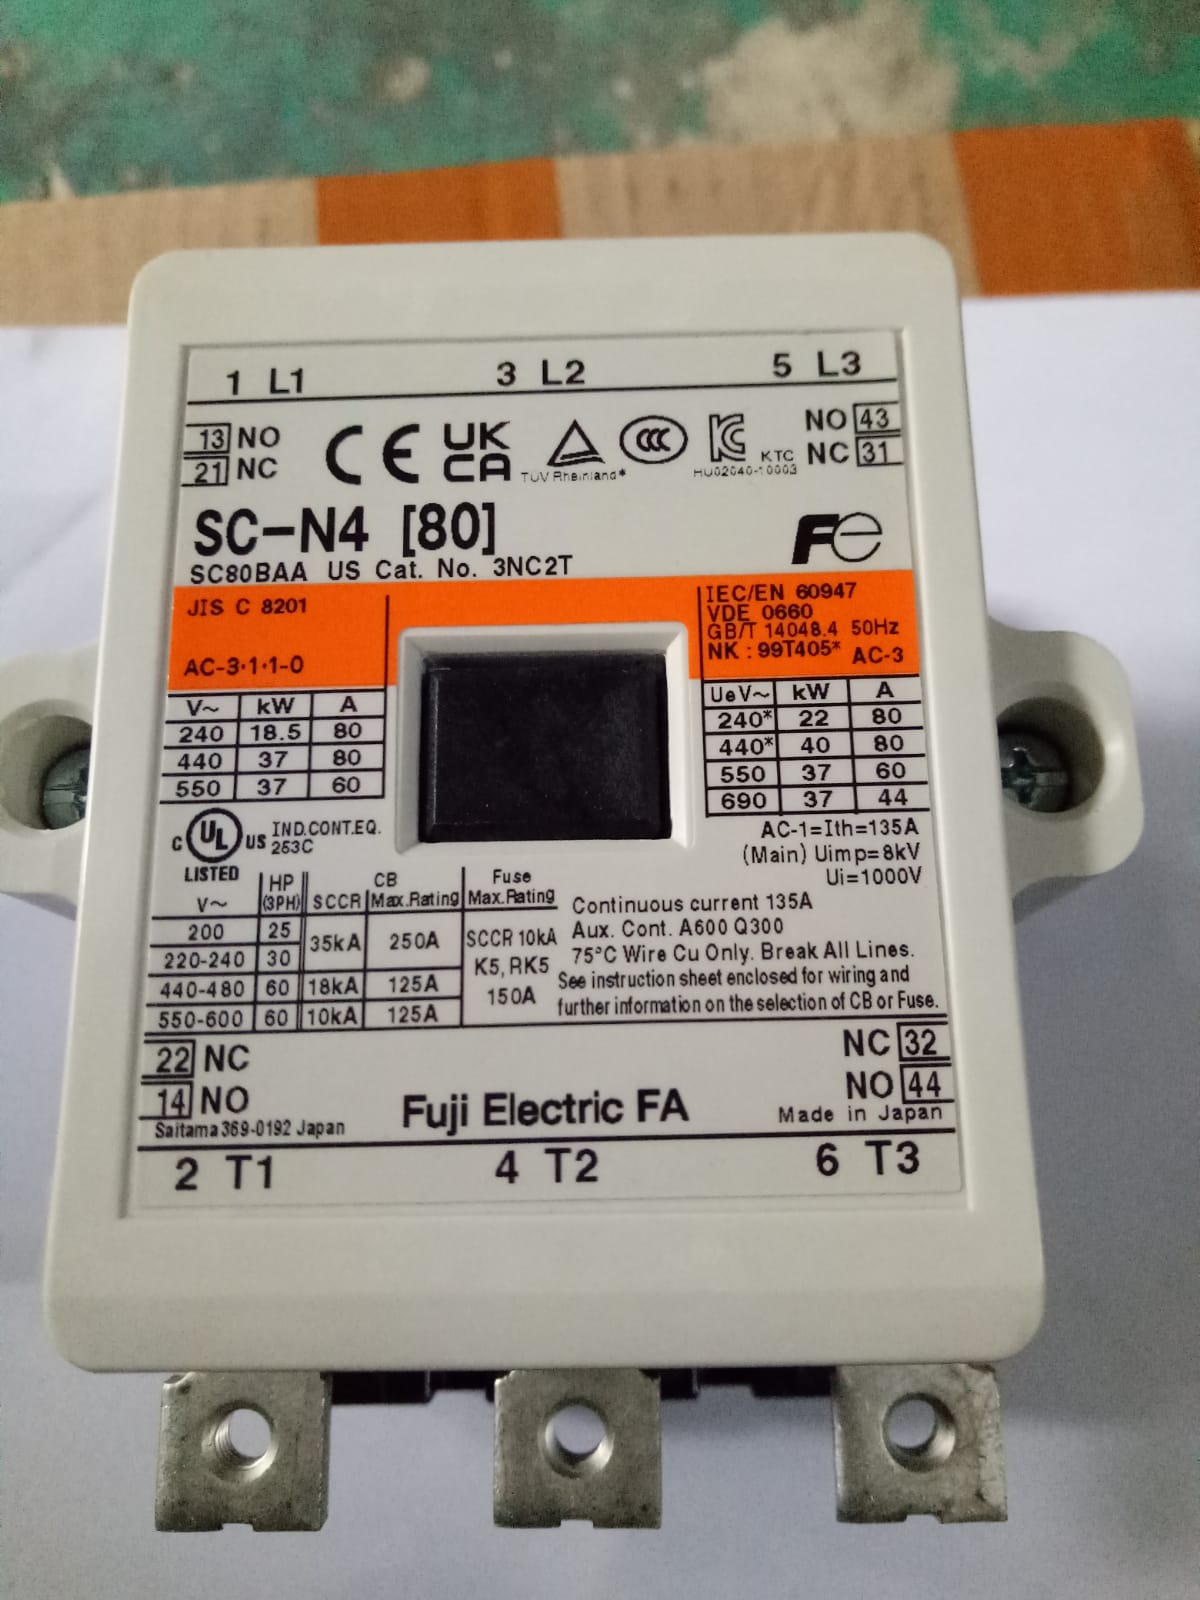 1 L1 3 L2 5 L3
13 NO NO 43
21 NC NC 31
CE UK CA
TÜV Rheinland*
CCC
KC KTC
HU02040-10003
SC-N4 [80] Fe
SC80BAA US Cat. No. 3NC2T
JIS C 8201
AC-3·1·1-0
V~ kW A
240 18.5 80
440 37 80
550 37 60
IEC/EN 60947
VDE 0660
GB/T 14048.4 50Hz
NK : 99T405* AC-3
UeV~ kW A
240* 22 80
440* 40 80
550 37 60
690 37 44
AC-1=Ith=135A
(Main) Uimp=8kV
Ui=1000V
C UL US IND.CONT.EQ.
LISTED 253C
V~ HP (3PH) SCCR CB Max.Rating Fuse Max.Rating
200 25 35kA 250A
220-240 30
440-480 60 18kA 125A
550-600 60 10kA 125A
SCCR 10kA
K5, RK5
150A
Continuous current 135A
Aux. Cont. A600 Q300
75°C Wire Cu Only. Break All Lines.
See instruction sheet enclosed for wiring and
further information on the selection of CB or Fuse.
22 NC NC 32
14 NO NO 44
Saitama 369-0192 Japan Fuji Electric FA Made in Japan
2 T1 4 T2 6 T3